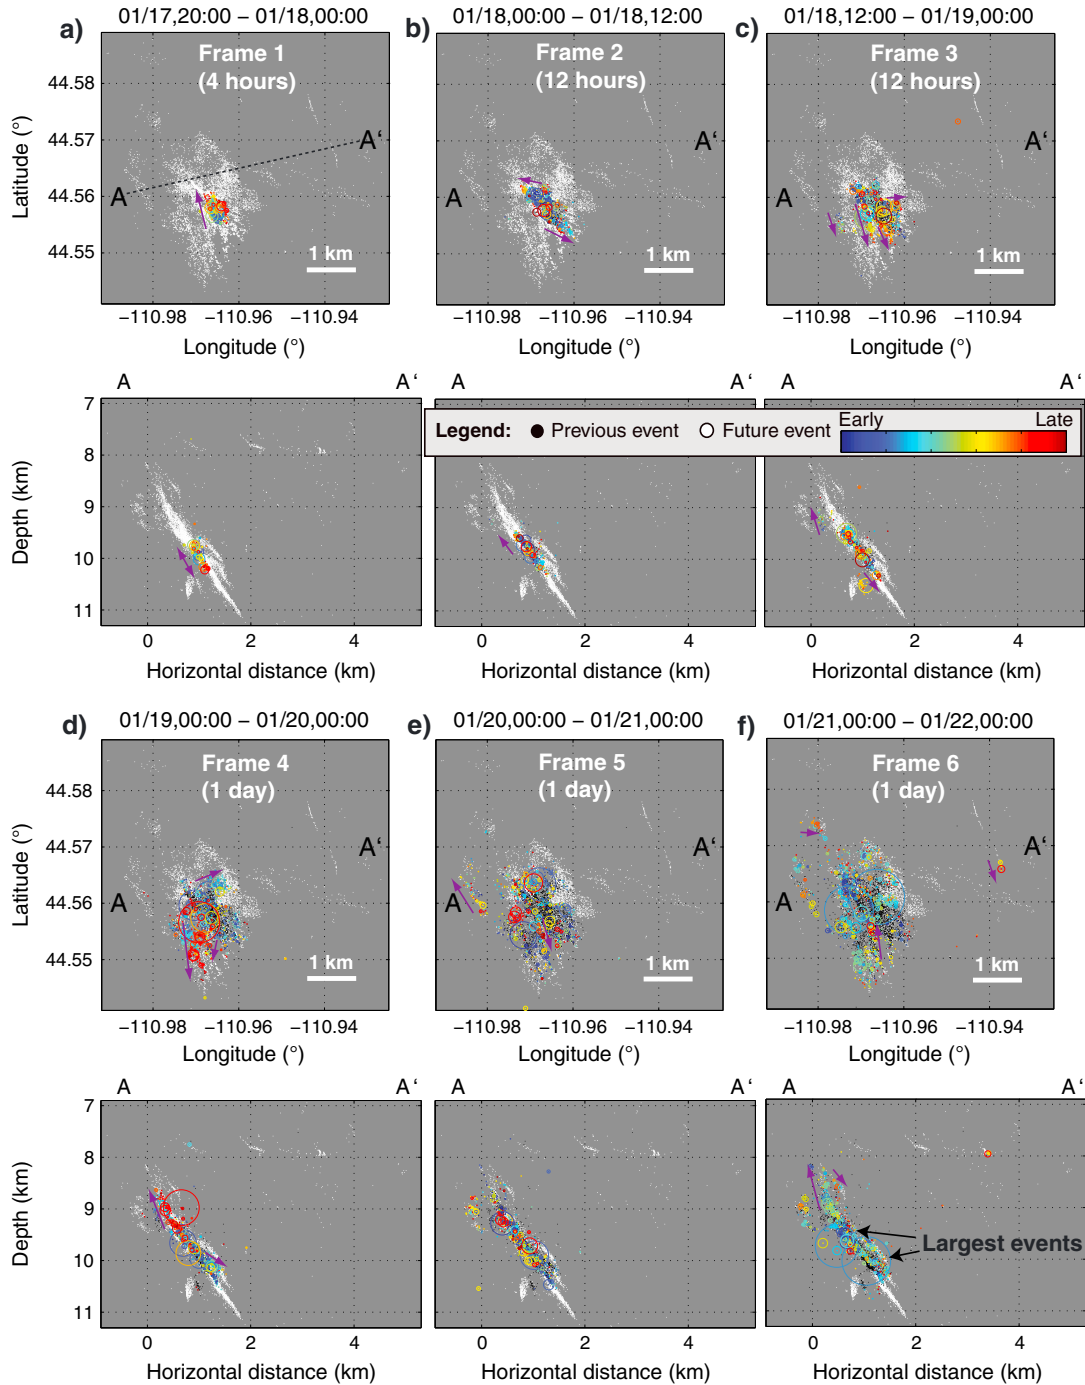 01/17,20:00 − 01/18,00:00
01/18,00:00 − 01/18,12:00
01/18,12:00 − 01/19,00:00
a)
b)
c)
Frame 1
(4 hours)
Frame 2
(12 hours)
Frame 3
(12 hours)
44.58
44.57
44.56
44.55
Latitude (°)
A
A‘
A
A‘
A
1 km
1 km
1 km
−110.98 −110.96 −110.94
−110.98 −110.96 −110.94
−110.98 −110.96 −110.94
Longitude (°)
Longitude (°)
Longitude (°)
A A‘
A A‘
A A‘
Legend: Previous event Future event Early Late
7
8
9
10
11
Depth (km)
0 2 4
0 2 4
0 2 4
Horizontal distance (km)
Horizontal distance (km)
Horizontal distance (km)
01/19,00:00 − 01/20,00:00
01/20,00:00 − 01/21,00:00
01/21,00:00 − 01/22,00:00
d)
e)
f)
Frame 4
(1 day)
Frame 5
(1 day)
Frame 6
(1 day)
44.58
44.57
44.56
44.55
Latitude (°)
A
A‘
A
A‘
A
1 km
1 km
1 km
−110.98 −110.96 −110.94
−110.98 −110.96 −110.94
−110.98 −110.96 −110.94
Longitude (°)
Longitude (°)
Longitude (°)
A A‘
A A‘
A A‘
7
8
9
10
11
Depth (km)
Largest events
0 2 4
0 2 4
0 2 4
Horizontal distance (km)
Horizontal distance (km)
Horizontal distance (km)